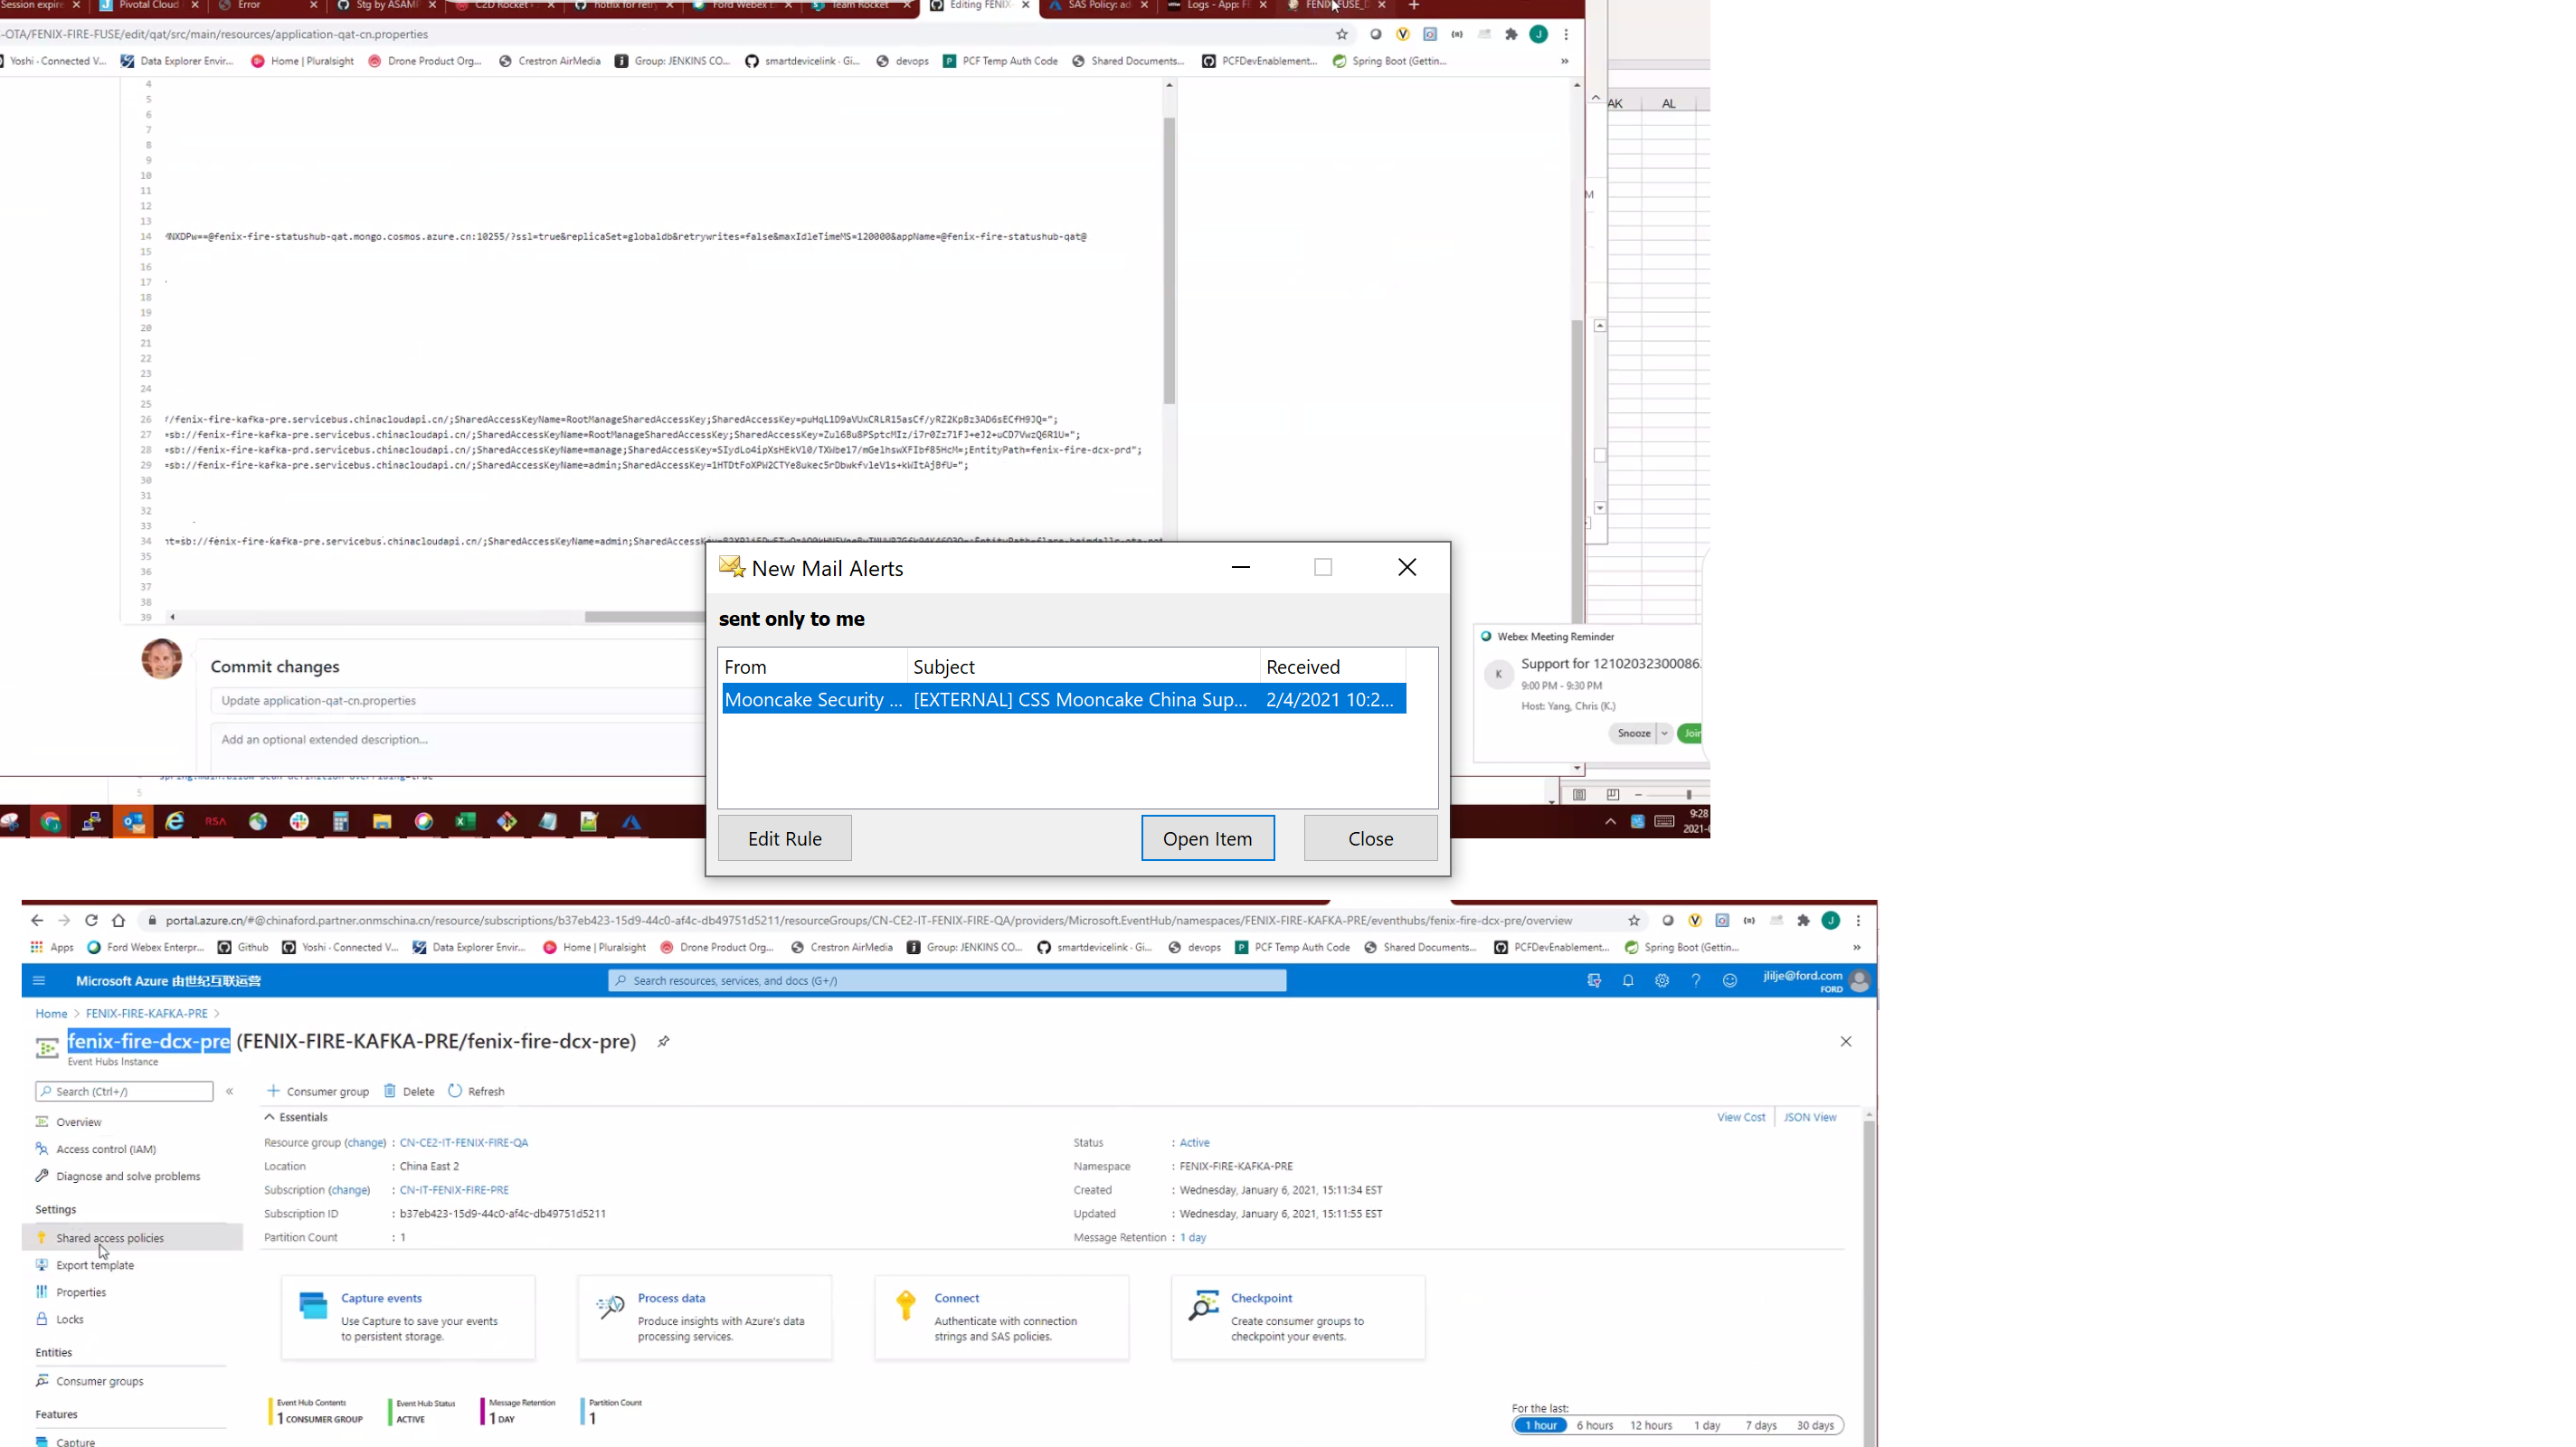 Session expire
Pivotal Cloud
Error
Stg by ASAMP
C2D Rocket
hotfix for retry
Ford Webex E
Team Rocket
Editing FENIX-
SAS Policy: ad
Logs - App: FE
-OTA/FENIX-FIRE-FUSE/edit/qat/src/main/resources/application-qat-cn.properties
Yoshi - Connected V...
Data Explorer Envir...
Home | Pluralsight
Drone Product Org...
Crestron AirMedia
Group: JENKINS CO...
smartdevicelink · Gi...
devops
PCF Temp Auth Code
Shared Documents...
PCFDevEnablement...
Spring Boot (Gettin...
»
AK AL
M
4
5
6
7
8
9
10
11
12
13
14 @fenix-fire-statushub-qat.mongo.cosmos.azure.cn:10255/?ssl=true&replicaSet=globaldb&retrywrites=false&maxIdleTimeMS=120000&appName=@fenix-fire-statushub-qat@
15
16
17
18
19
20
21
22
23
24
25
26 //fenix-fire-kafka-pre.servicebus.chinacloudapi.cn/;SharedAccessKeyName=RootManageSharedAccessKey;SharedAccessKey=
27 =sb://fenix-fire-kafka-pre.servicebus.chinacloudapi.cn/;SharedAccessKeyName=RootManageSharedAccessKey;SharedAccessKey=
28 =sb://fenix-fire-kafka-prd.servicebus.chinacloudapi.cn/;SharedAccessKeyName=manage;SharedAccessKey= ;EntityPath=fenix-fire-dcx-prd";
29 =sb://fenix-fire-kafka-pre.servicebus.chinacloudapi.cn/;SharedAccessKeyName=admin;SharedAccessKey=
30
31
32
33
34 nt=sb://fenix-fire-kafka-pre.servicebus.chinacloudapi.cn/;SharedAccessKeyName=admin;SharedAccessKey=
35
36
37
38
39
Commit changes
Update application-qat-cn.properties
Add an optional extended description...
5
New Mail Alerts
sent only to me
From Subject Received
Mooncake Security ... [EXTERNAL] CSS Mooncake China Sup... 2/4/2021 10:2...
Edit Rule Open Item Close
Webex Meeting Reminder
K
Support for 12102032300086
9:00 PM - 9:30 PM
Host: Yang, Chris (K.)
Snooze Join
RSA
9:28
2021-
portal.azure.cn/#@chinaford.partner.onmschina.cn/resource/subscriptions/b37eb423-15d9-44c0-af4c-db49751d5211/resourceGroups/CN-CE2-IT-FENIX-FIRE-QA/providers/Microsoft.EventHub/namespaces/FENIX-FIRE-KAFKA-PRE/eventhubs/fenix-fire-dcx-pre/overview
Apps
Ford Webex Enterpr...
Github
Yoshi - Connected V...
Data Explorer Envir...
Home | Pluralsight
Drone Product Org...
Crestron AirMedia
Group: JENKINS CO...
smartdevicelink · Gi...
devops
PCF Temp Auth Code
Shared Documents...
PCFDevEnablement...
Spring Boot (Gettin...
»
Microsoft Azure 由世纪互联运营
Search resources, services, and docs (G+/)
jlilje@ford.com
FORD
Home > FENIX-FIRE-KAFKA-PRE >
fenix-fire-dcx-pre (FENIX-FIRE-KAFKA-PRE/fenix-fire-dcx-pre)
Event Hubs Instance
Search (Ctrl+/) «
Consumer group Delete Refresh
Overview
Access control (IAM)
Diagnose and solve problems
Settings
Shared access policies
Export template
Properties
Locks
Entities
Consumer groups
Features
Capture
Essentials
View Cost JSON View
Resource group (change) : CN-CE2-IT-FENIX-FIRE-QA
Location : China East 2
Subscription (change) : CN-IT-FENIX-FIRE-PRE
Subscription ID : b37eb423-15d9-44c0-af4c-db49751d5211
Partition Count : 1
Status : Active
Namespace : FENIX-FIRE-KAFKA-PRE
Created : Wednesday, January 6, 2021, 15:11:34 EST
Updated : Wednesday, January 6, 2021, 15:11:55 EST
Message Retention : 1 day
Capture events
Use Capture to save your events
to persistent storage.
Process data
Produce insights with Azure's data
processing services.
Connect
Authenticate with connection
strings and SAS policies.
Checkpoint
Create consumer groups to
checkpoint your events.
Event Hub Contents
1 CONSUMER GROUP
Event Hub Status
ACTIVE
Message Retention
1 DAY
Partition Count
1
For the last:
1 hour 6 hours 12 hours 1 day 7 days 30 days